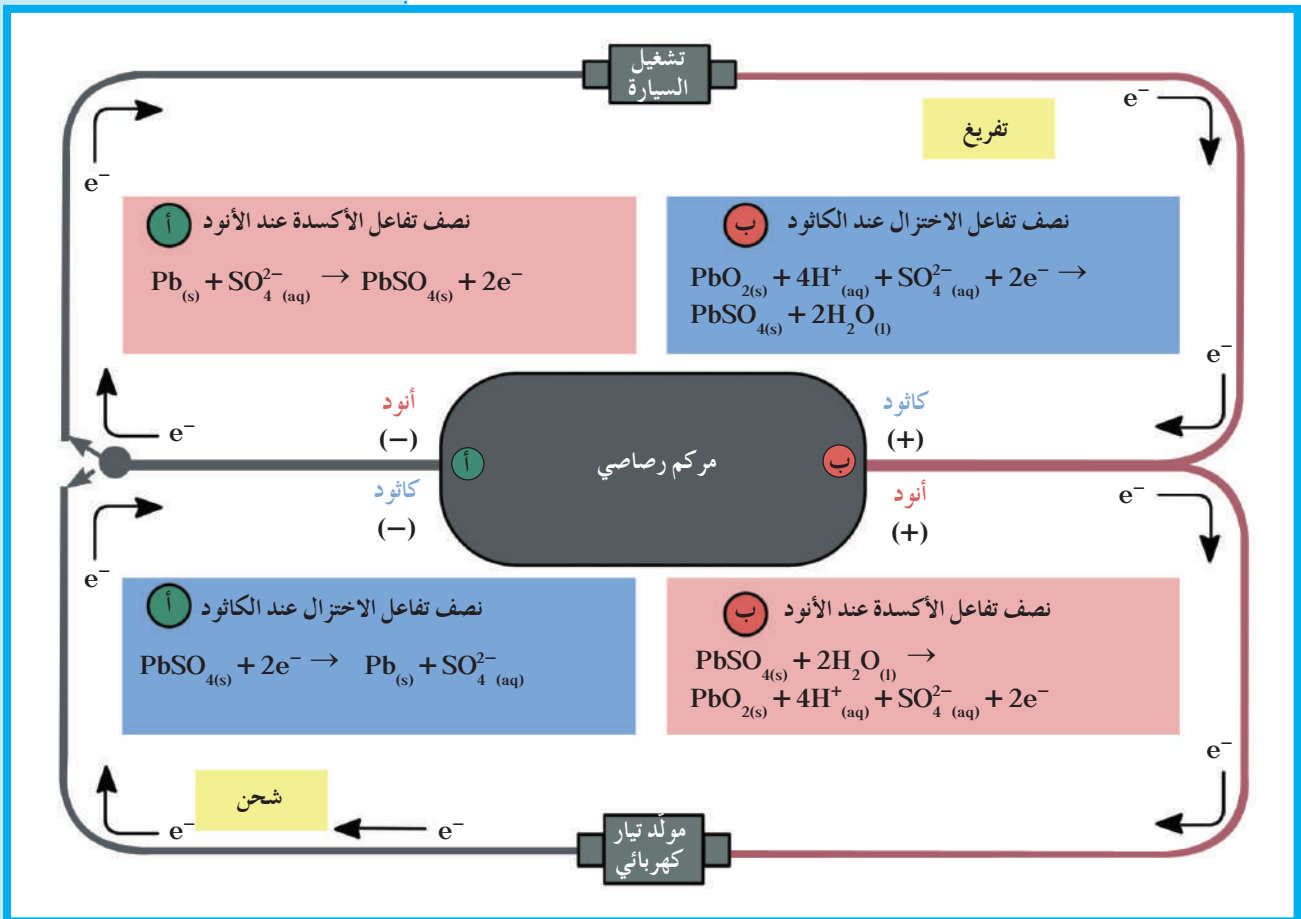 تشغيل
السيارة
e⁻
e⁻
تفريغ
أ نصف تفاعل الأكسدة عند الأنود
Pb(s) + SO₄²⁻(aq) → PbSO₄(s) + 2e⁻
ب نصف تفاعل الاختزال عند الكاثود
PbO₂(s) + 4H⁺(aq) + SO₄²⁻(aq) + 2e⁻ →
PbSO₄(s) + 2H₂O(l)
e⁻
e⁻
أنود
(−)
كاثود
(+)
أ
مركم رصاصي
ب
كاثود
(−)
أنود
(+)
e⁻
e⁻
e⁻
أ نصف تفاعل الاختزال عند الكاثود
PbSO₄(s) + 2e⁻ → Pb(s) + SO₄²⁻(aq)
ب نصف تفاعل الأكسدة عند الأنود
PbSO₄(s) + 2H₂O(l) →
PbO₂(s) + 4H⁺(aq) + SO₄²⁻(aq) + 2e⁻
e⁻
شحن
e⁻
e⁻
مولّد تيار
كهربائي